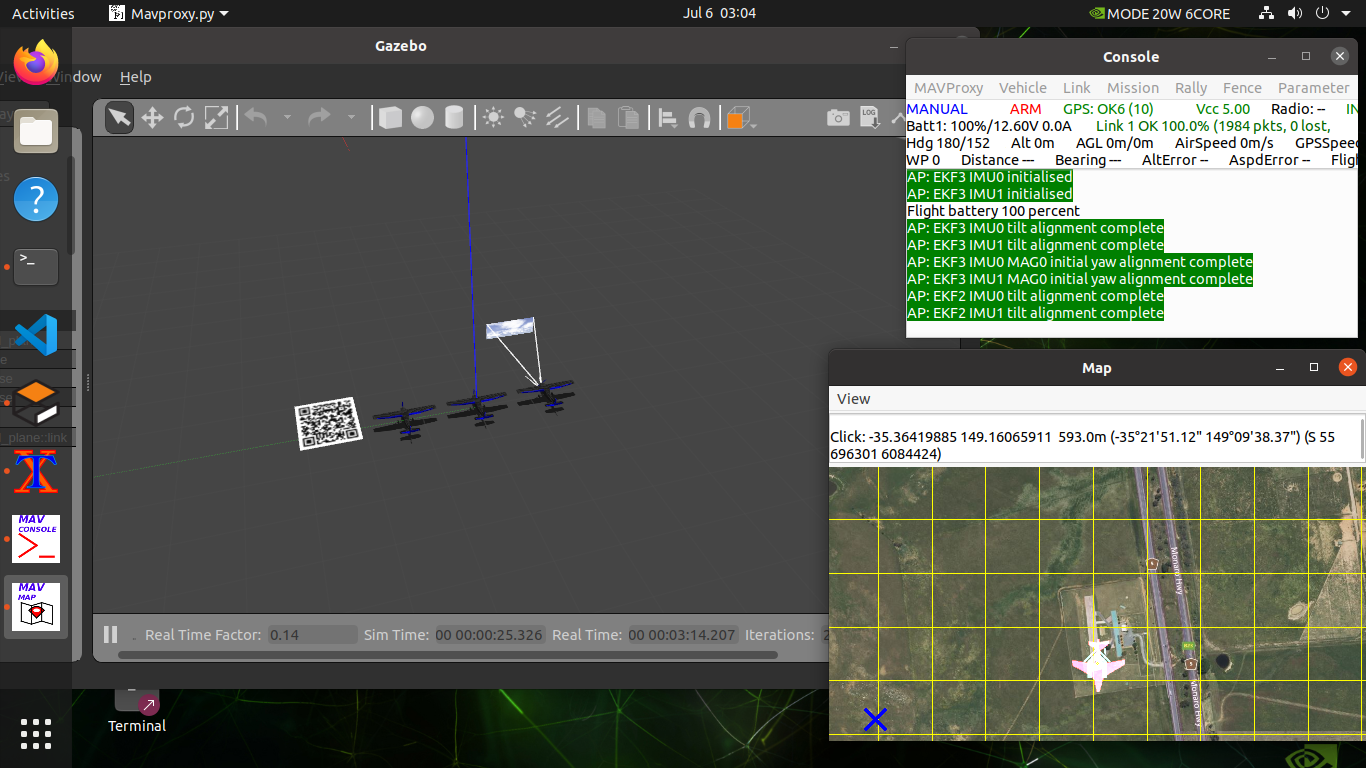 Activities Mavproxy.py Jul 6 03:04 MODE 20W 6CORE
Gazebo
Window Help
Real Time Factor: 0.14 Sim Time: 00 00:00:25.326 Real Time: 00 00:03:14.207 Iterations:
LOG
>_
?
MAV
CONSOLE
MAV
MAP
Terminal
_plane::link
Console
MAVProxy Vehicle Link Mission Rally Fence Parameter
MANUAL ARM GPS: OK6 (10) Vcc 5.00 Radio: -- IN
Batt1: 100%/12.60V 0.0A Link 1 OK 100.0% (1984 pkts, 0 lost,
Hdg 180/152 Alt 0m AGL 0m/0m AirSpeed 0m/s GPSSpeed
WP 0 Distance --- Bearing --- AltError -- AspdError -- Flig
AP: EKF3 IMU0 initialised
AP: EKF3 IMU1 initialised
Flight battery 100 percent
AP: EKF3 IMU0 tilt alignment complete
AP: EKF3 IMU1 tilt alignment complete
AP: EKF3 IMU0 MAG0 initial yaw alignment complete
AP: EKF3 IMU1 MAG0 initial yaw alignment complete
AP: EKF2 IMU0 tilt alignment complete
AP: EKF2 IMU1 tilt alignment complete
Map
View
Click: -35.36419885 149.16065911 593.0m (-35°21'51.12" 149°09'38.37") (S 55
696301 6084424)
Monaro Hwy
Monaro Hwy